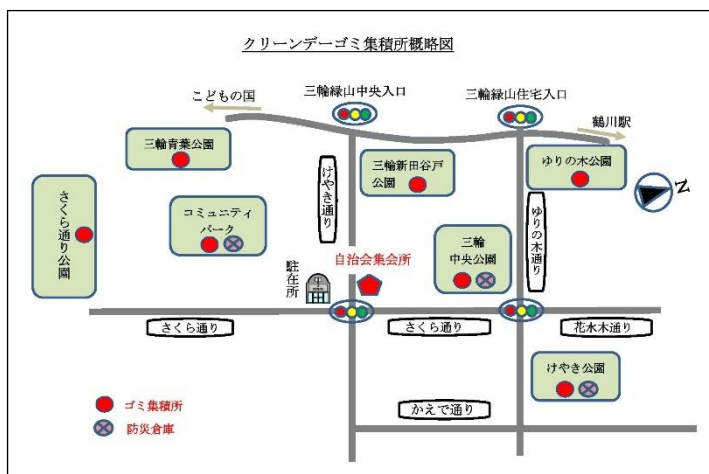 クリーンデーゴミ集積所概略図
こどもの国
三輪緑山中央入口
三輪緑山住宅入口
鶴川駅
三輪青葉公園
けやき通り
三輪新田谷戸
公園
ゆりの木公園
N
さくら通り公園
コミュニティ
パーク
ゆりの木通り
三輪
中央公園
駐在所
自治会集会所
さくら通り
さくら通り
花水木通り
けやき公園
ゴミ集積所
かえで通り
防災倉庫